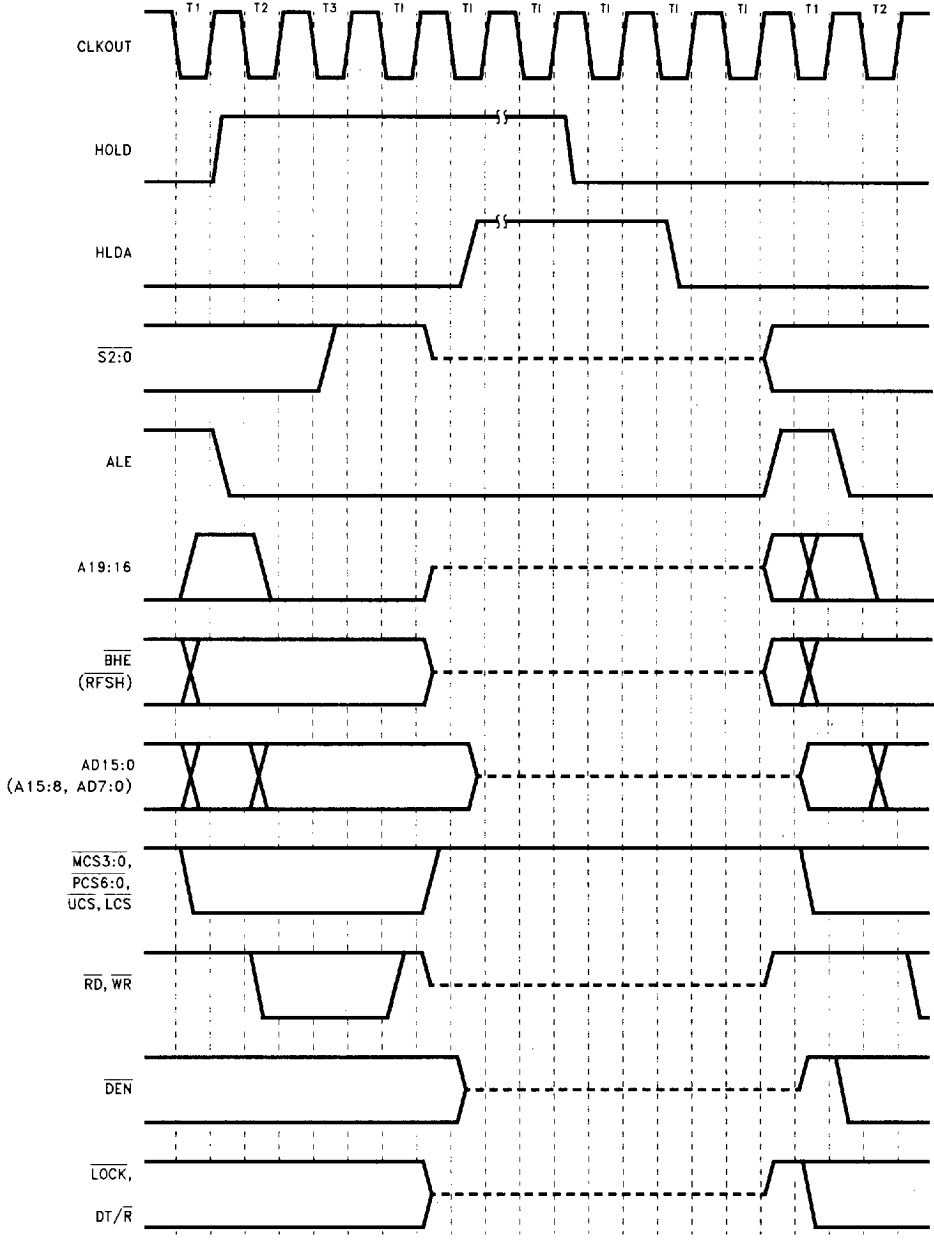 T1 T2 T3 TI TI TI TI TI TI T1 T2
CLKOUT
HOLD
HLDA
S2:0
ALE
A19:16
BHE
(RFSH)
AD15:0
(A15:8, AD7:0)
MCS3:0,
PCS6:0,
UCS, LCS
RD, WR
DEN
LOCK,
DT/R